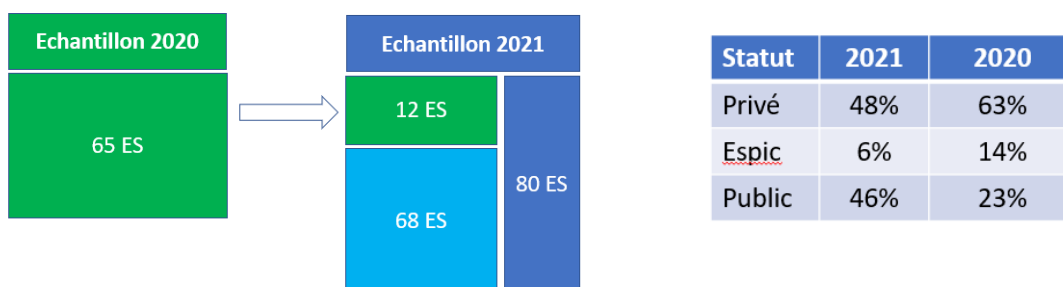 Echantillon 2020
65 ES
Echantillon 2021
12 ES
68 ES
80 ES
Statut 2021 2020
Privé 48% 63%
Espic 6% 14%
Public 46% 23%